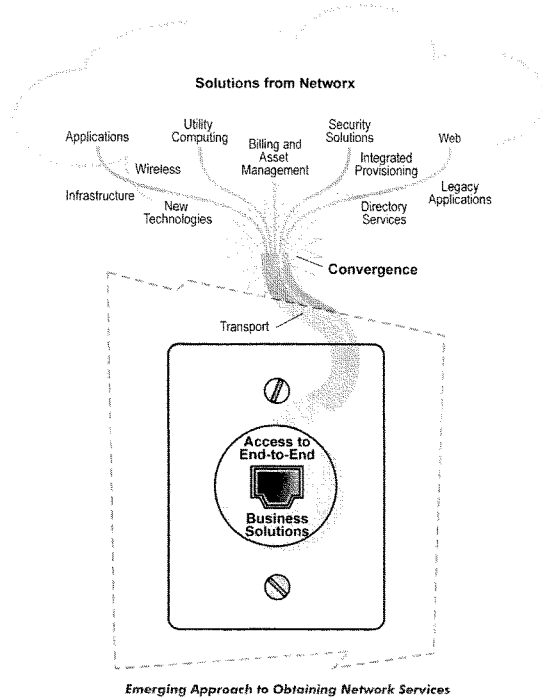 Solutions from Networx
Applications
Utility
Computing
Billing and
Asset
Management
Security
Solutions
Web
Wireless
Integrated
Provisioning
Infrastructure
New
Technologies
Directory
Services
Legacy
Applications
Convergence
Transport
Access to
End-to-End
Business
Solutions
Emerging Approach to Obtaining Network Services